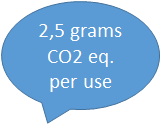 2,5 grams
CO2 eq.
per use